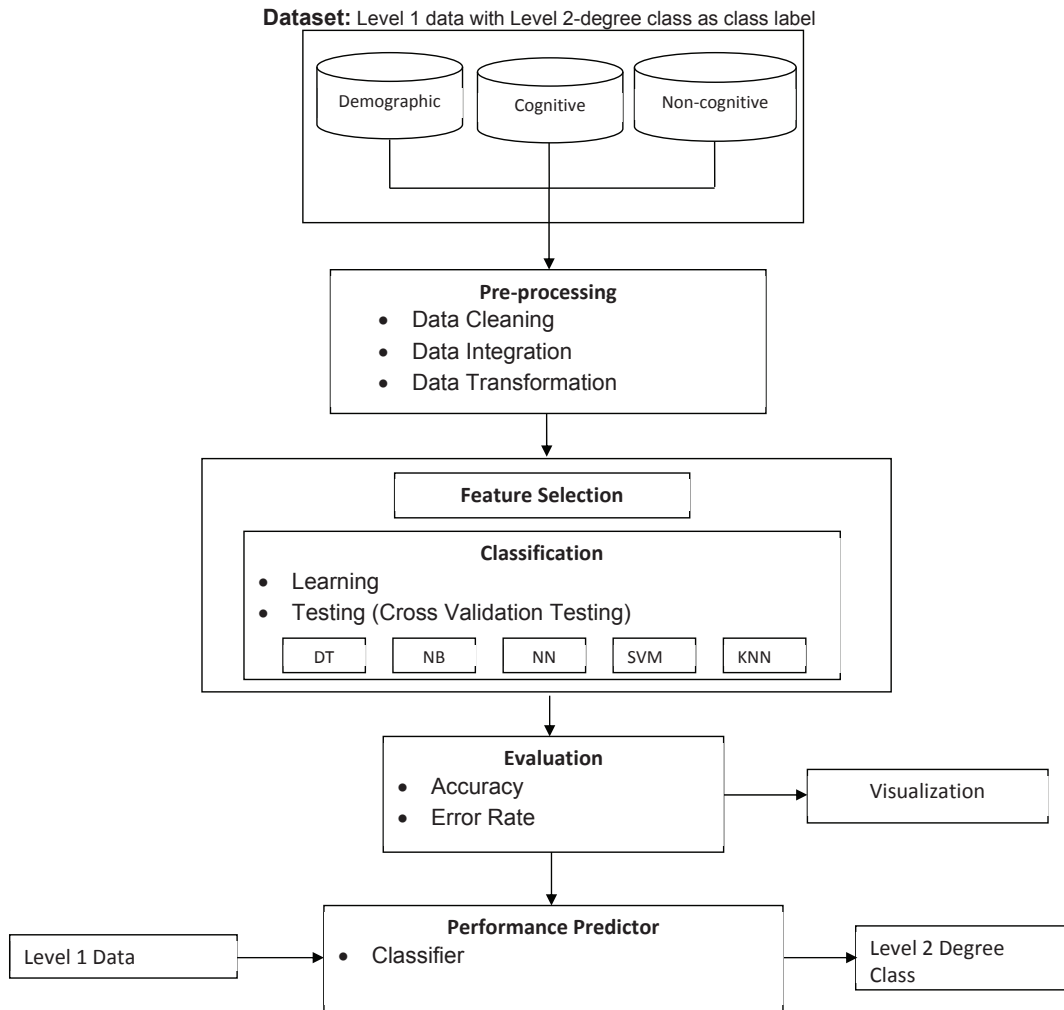 Dataset: Level 1 data with Level 2-degree class as class label
Demographic
Cognitive
Non-cognitive
Pre-processing
• Data Cleaning
• Data Integration
• Data Transformation
Feature Selection
Classification
• Learning
• Testing (Cross Validation Testing)
DT
NB
NN
SVM
KNN
Evaluation
• Accuracy
• Error Rate
Visualization
Performance Predictor
• Classifier
Level 1 Data
Level 2 Degree
Class